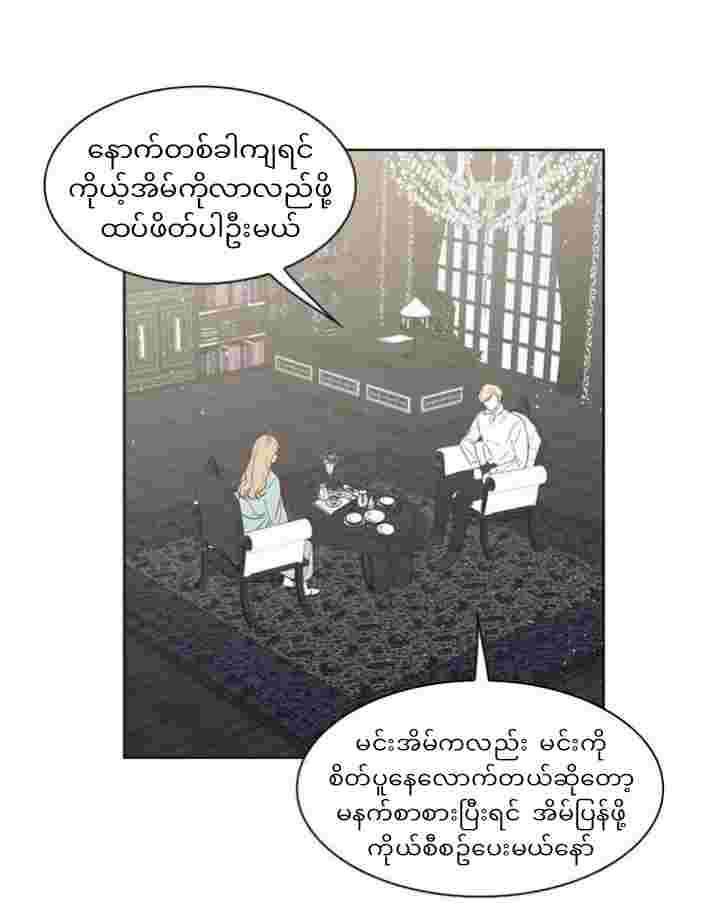 နောက်တစ်ခါကျရင်
ကိုယ့်အိမ်ကိုလာလည်ဖို့
ထပ်ဖိတ်ပါဦးမယ်
မင်းအိမ်ကလည်း မင်းကို
စိတ်ပူနေလောက်တယ်ဆိုတော့
မနက်စာစားပြီးရင် အိမ်ပြန်ဖို့
ကိုယ်စီစဉ်ပေးမယ်နော်